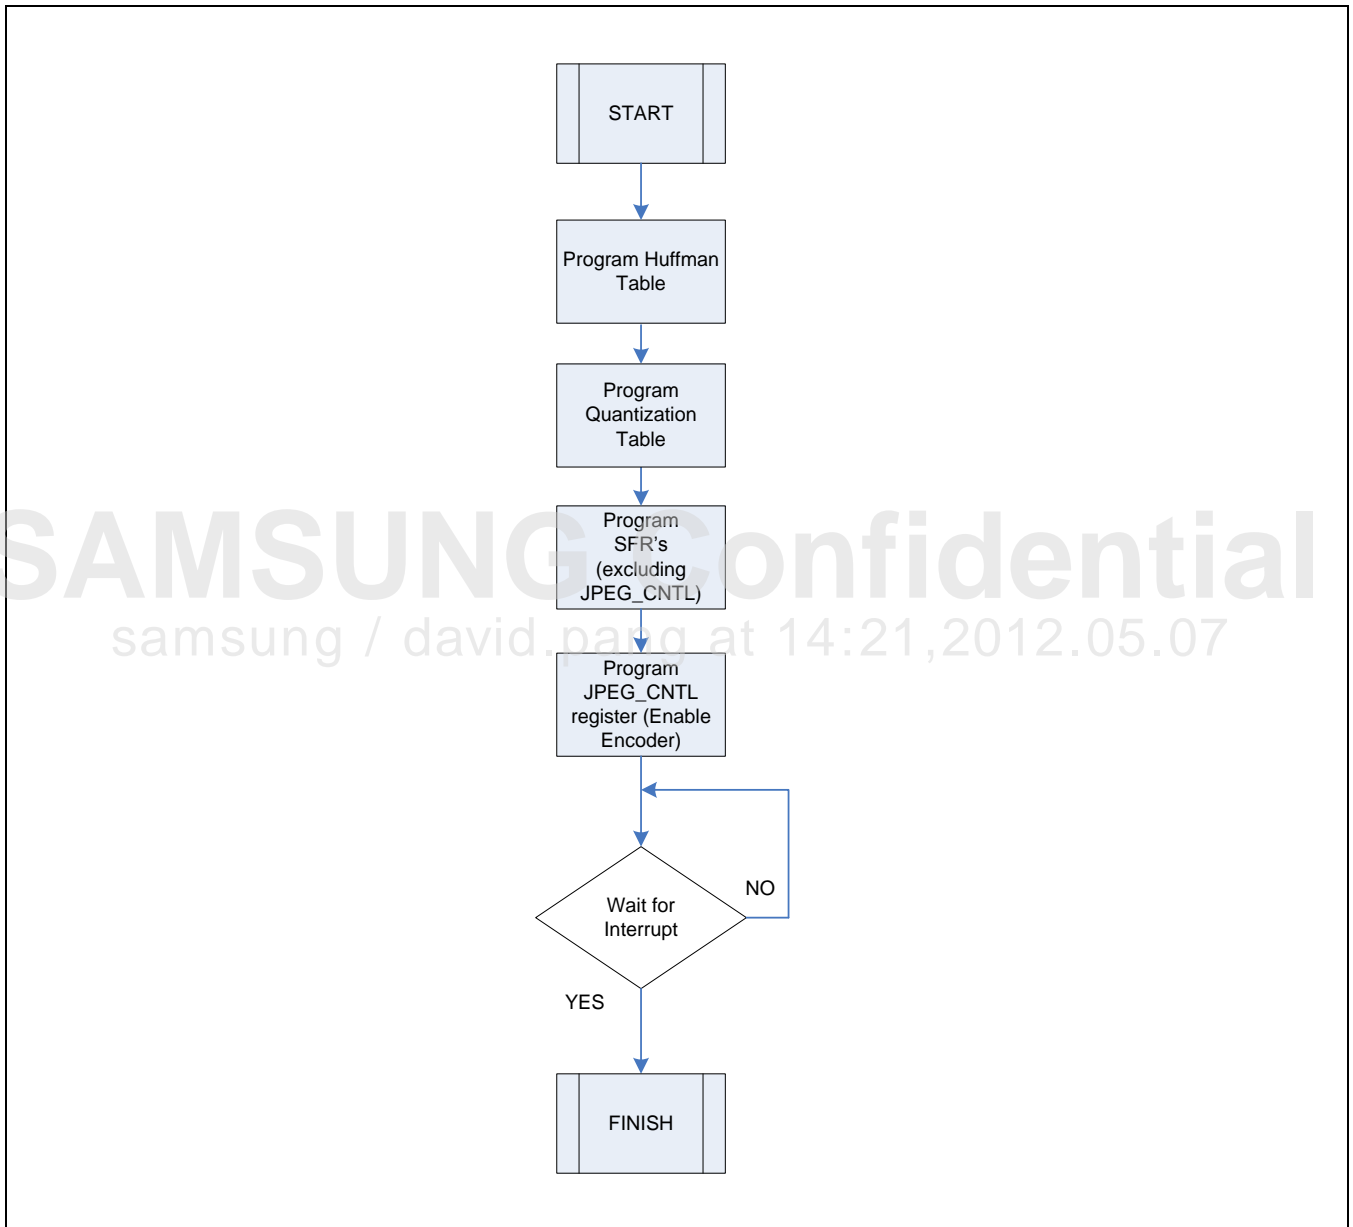 START
Program Huffman
Table
Program
Quantization
Table
Program
SFR's
(excluding
JPEG_CNTL)
SAMSUNG Confidential
samsung / david.pang at 14:21,2012.05.07
Program
JPEG_CNTL
register (Enable
Encoder)
Wait for
Interrupt
NO
YES
FINISH